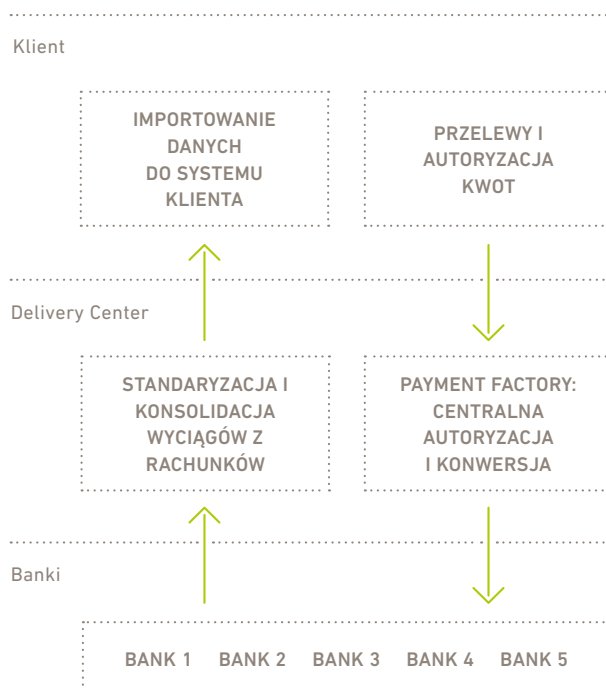 Klient
IMPORTOWANIE
DANYCH
DO SYSTEMU
KLIENTA
PRZELEWY I
AUTORYZACJA
KWOT
Delivery Center
STANDARYZACJA I
KONSOLIDACJA
WYCIĄGÓW Z
RACHUNKÓW
PAYMENT FACTORY:
CENTRALNA
AUTORYZACJA
I KONWERSJA
Banki
BANK 1 BANK 2 BANK 3 BANK 4 BANK 5